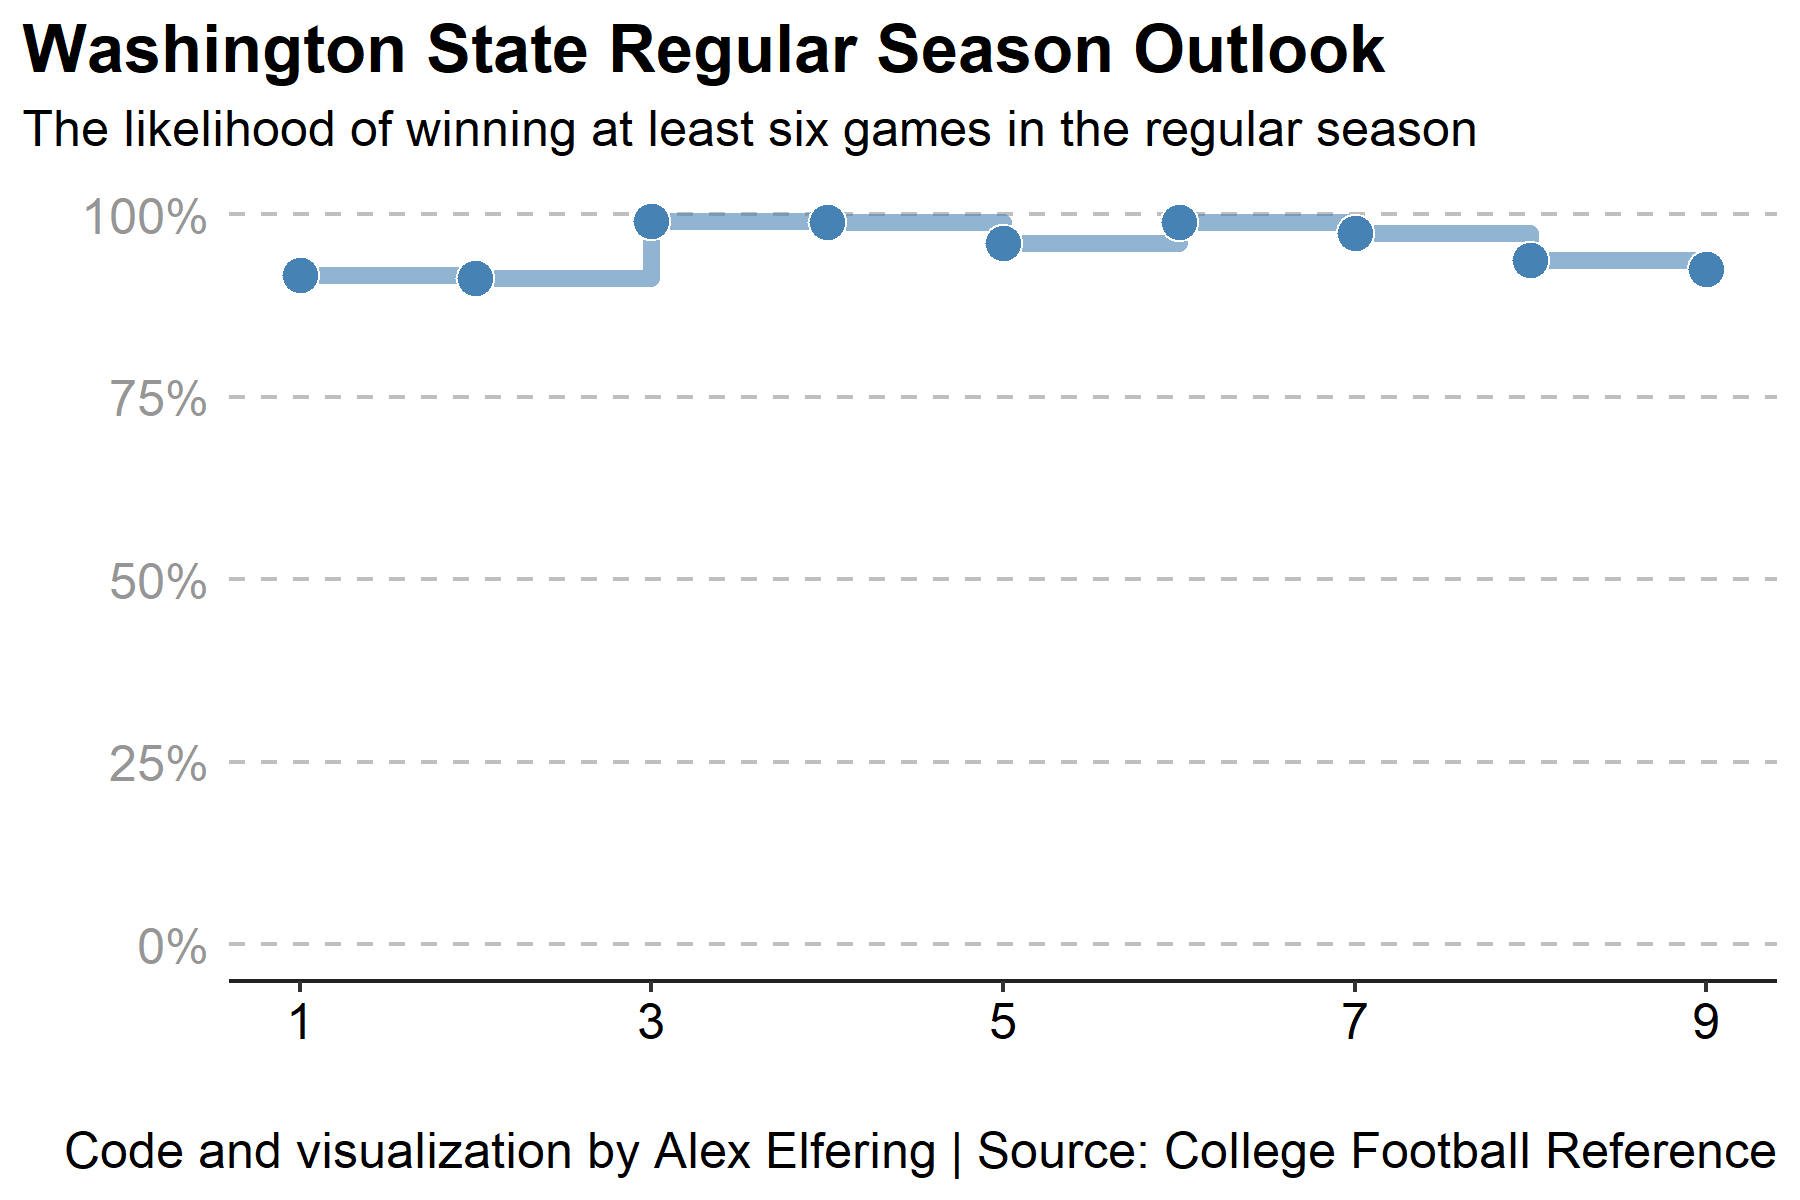 Washington State Regular Season Outlook
The likelihood of winning at least six games in the regular season
100%
75%
50%
25%
0%
1 3 5 7 9
Code and visualization by Alex Elfering | Source: College Football Reference